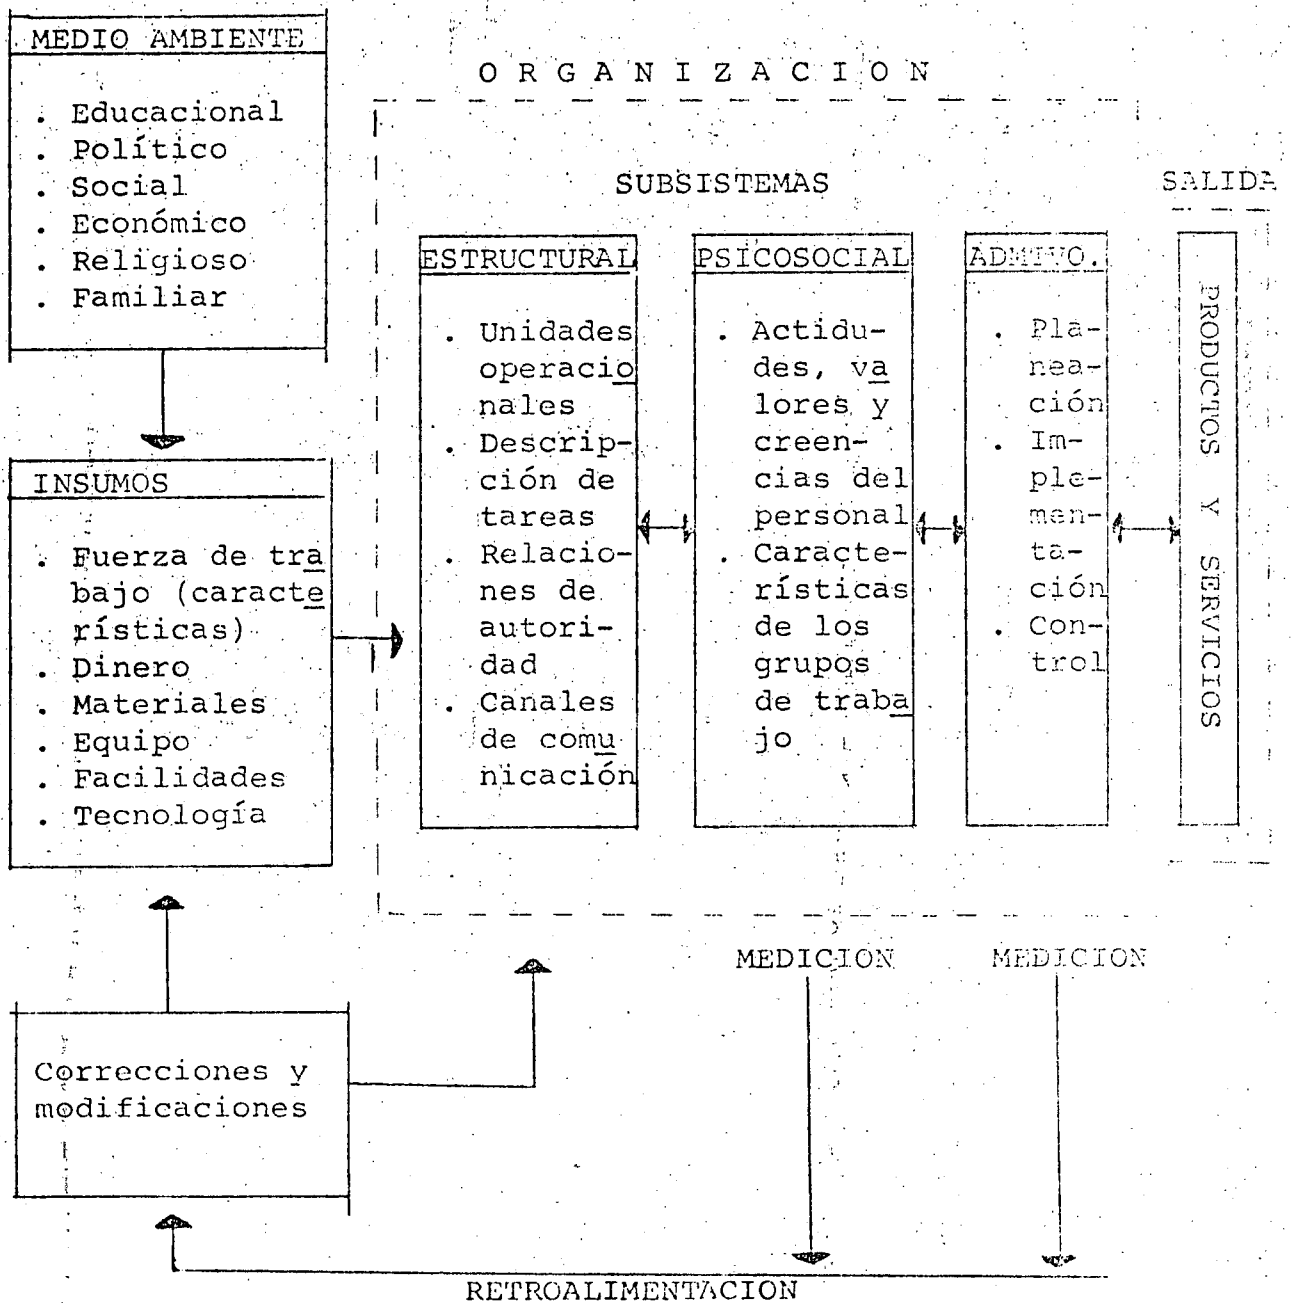 MEDIO AMBIENTE
. Educacional
. Político
. Social
. Económico
. Religioso
. Familiar
INSUMOS
. Fuerza de tra
bajo (caracte
rísticas)
. Dinero
. Materiales
. Equipo
. Facilidades
. Tecnología
Correcciones y
modificaciones
ORGANIZACION
SUBSISTEMAS
ESTRUCTURAL
. Unidades
operacio
nales
. Descrip-
ción de
tareas
. Relacio-
nes de
autori-
dad
. Canales
de comu
nicación
PSICOSOCIAL
. Actidu-
des, va
lores y
creen-
cias del
personal
. Caracte-
rísticas
de los
grupos
de traba
jo
ADMIVO.
. Pla-
nea-
ción
. Im-
ple-
men-
ta-
ción
. Con-
trol
SALIDA
PRODUCTOS Y SERVICIOS
MEDICION
MEDICION
RETROALIMENTACION